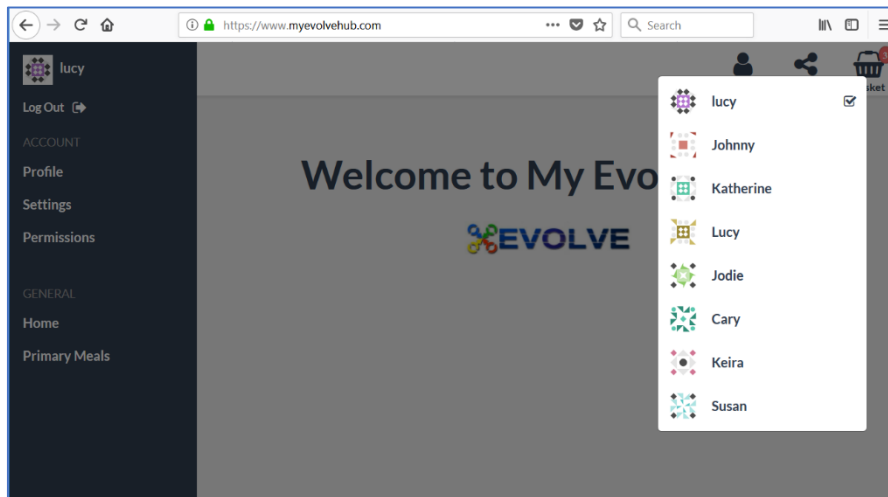 https://www.myevolvehub.com
Search
lucy
Log Out
ACCOUNT
Profile
Settings
Permissions
GENERAL
Home
Primary Meals
Welcome to My Evo
EVOLVE
ket
lucy
Johnny
Katherine
Lucy
Jodie
Cary
Keira
Susan